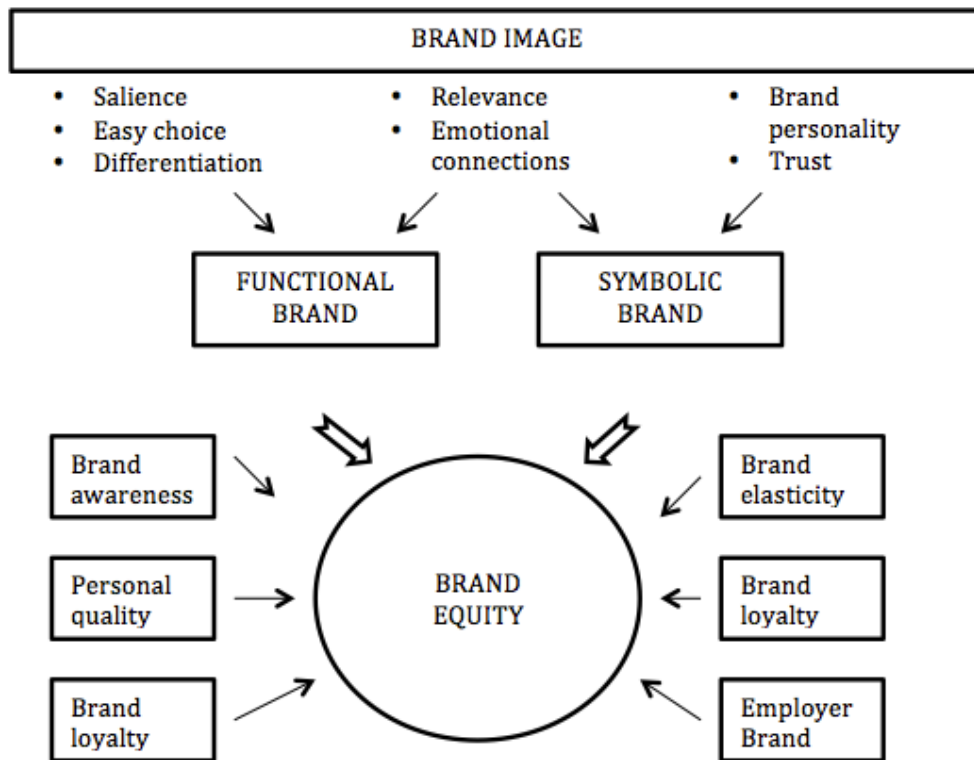 BRAND IMAGE
• Salience
• Easy choice
• Differentiation
• Relevance
• Emotional
connections
• Brand
personality
• Trust
FUNCTIONAL
BRAND
SYMBOLIC
BRAND
Brand
awareness
Personal
quality
Brand
loyalty
BRAND
EQUITY
Brand
elasticity
Brand
loyalty
Employer
Brand